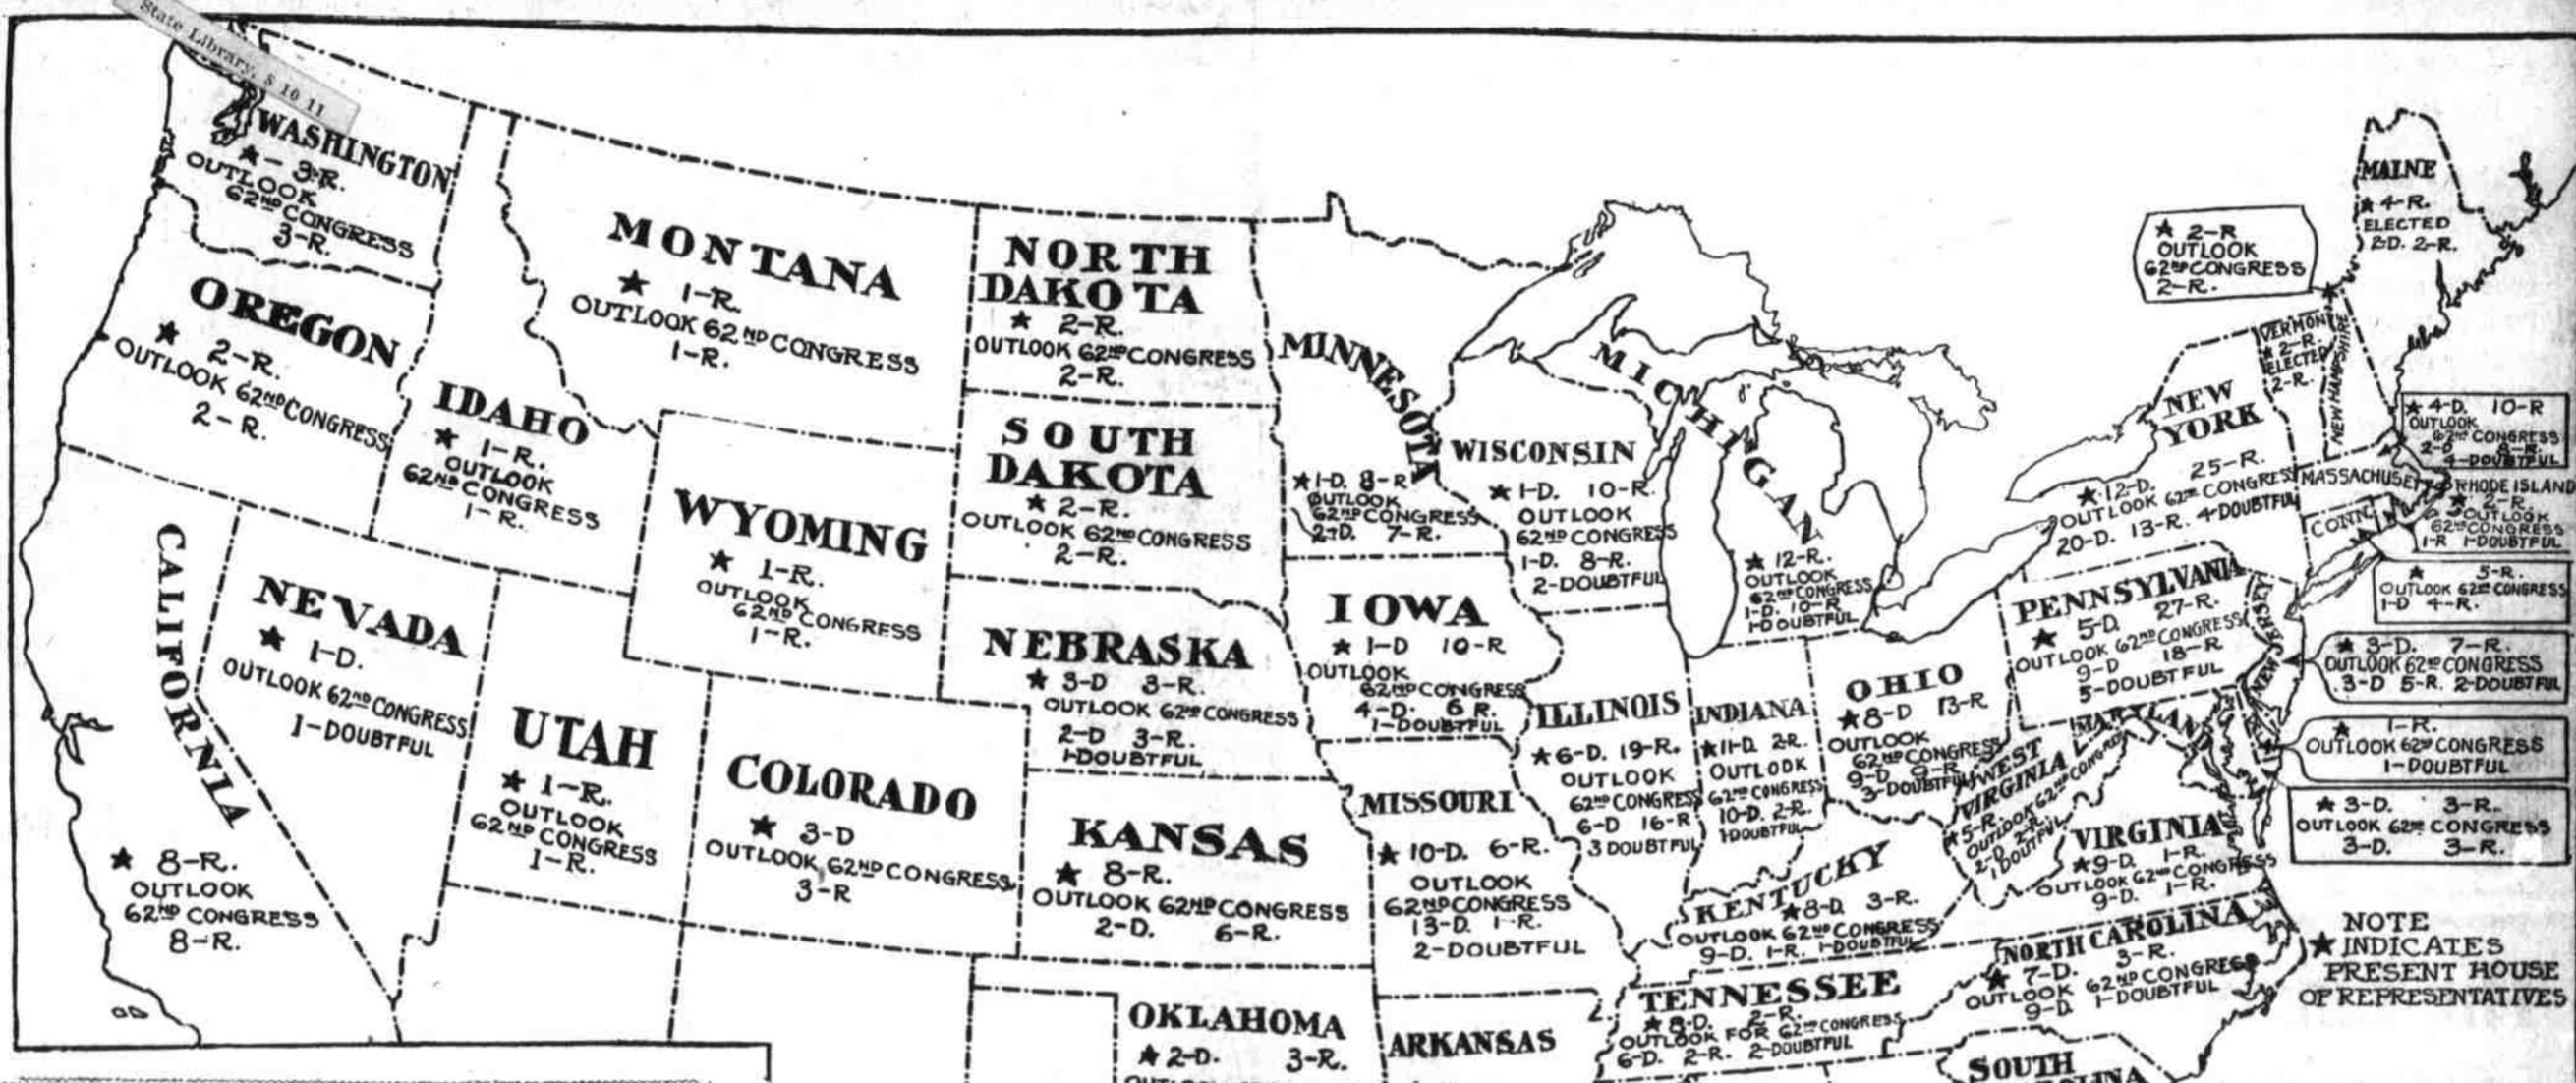 State Library, 8 10 11
WASHINGTON
★ - 3-R.
OUTLOOK
62ND CONGRESS
3-R.
OREGON
★ 2-R.
OUTLOOK 62ND CONGRESS
2-R.
CALIFORNIA
★ 8-R.
OUTLOOK
62ND CONGRESS
8-R.
IDAHO
★ 1-R.
OUTLOOK
62ND CONGRESS
1-R.
NEVADA
★ 1-D.
OUTLOOK 62ND CONGRESS
1-DOUBTFUL
MONTANA
★ 1-R.
OUTLOOK 62ND CONGRESS
1-R.
WYOMING
★ 1-R.
OUTLOOK
62ND CONGRESS
1-R.
UTAH
★ 1-R.
OUTLOOK
62ND CONGRESS
1-R.
COLORADO
★ 3-D
OUTLOOK 62ND CONGRESS
3-R
NORTH
DAKOTA
★ 2-R.
OUTLOOK 62ND CONGRESS
2-R.
SOUTH
DAKOTA
★ 2-R.
OUTLOOK 62ND CONGRESS
2-R.
NEBRASKA
★ 3-D 3-R.
OUTLOOK 62ND CONGRESS
2-D 3-R.
1-DOUBTFUL
KANSAS
★ 8-R.
OUTLOOK 62ND CONGRESS
2-D. 6-R.
OKLAHOMA
★ 2-D. 3-R.
MINNESOTA
★ 1-D. 8-R
OUTLOOK
62ND CONGRESS
2-D. 7-R.
IOWA
★ 1-D 10-R
OUTLOOK
62ND CONGRESS
4-D. 6 R.
1-DOUBTFUL
MISSOURI
★ 10-D. 6-R.
OUTLOOK
62ND CONGRESS
13-D. 1-R.
2-DOUBTFUL
ARKANSAS
WISCONSIN
★ 1-D. 10-R.
OUTLOOK
62ND CONGRESS
1-D. 8-R.
2-DOUBTFUL
MICHIGAN
★ 12-R.
OUTLOOK
62ND CONGRESS
1-D. 10-R
1-DOUBTFUL
ILLINOIS
★ 6-D. 19-R.
OUTLOOK
62ND CONGRESS
6-D 16-R
3 DOUBTFUL
INDIANA
★ 11-D. 2-R.
OUTLOOK
62ND CONGRESS
10-D. 2-R.
1 DOUBTFUL
OHIO
★ 8-D 13-R
OUTLOOK
62ND CONGRESS
9-D 9-R
3-DOUBTFUL
KENTUCKY
★ 8-D. 3-R.
OUTLOOK 62ND CONGRESS
9-D. 1-R. 1-DOUBTFUL
TENNESSEE
★ 8-D. 2-R.
OUTLOOK FOR 62ND CONGRESS
6-D. 2-R. 2-DOUBTFUL
WEST
VIRGINIA
★ 5-R.
OUTLOOK 62ND CONGRESS
2-D. 2-R.
1 DOUTFUL
VIRGINIA
★ 9-D. 1-R.
OUTLOOK 62ND CONGRESS
9-D. 1-R.
NORTH CAROLINA
★ 7-D. 3-R.
OUTLOOK 62ND CONGRESS
9-D. 1-DOUBTFUL
SOUTH
PENNSYLVANIA
★ 5-D. 27-R.
OUTLOOK 62ND CONGRESS
9-D 18-R
5-DOUBTFUL
MARYLAND
NEW JERSEY
NEW
YORK
★ 12-D. 25-R.
OUTLOOK 62ND CONGRESS
20-D. 13-R. 4-DOUBTFUL
VERMONT
★ 2-R.
ELECTED
2-R.
NEW HAMPSHIRE
★ 2-R
OUTLOOK
62ND CONGRESS
2-R.
MAINE
★ 4-R.
ELECTED
2-D. 2-R.
★ 4-D. 10-R
OUTLOOK
62ND CONGRESS
2-D 8-R.
4-DOUBTFUL
MASSACHUSETTS
RHODE ISLAND
★ 2-R.
OUTLOOK
62ND CONGRESS
1-R 1-DOUBTFUL
CONN.
★ 5-R.
OUTLOOK 62ND CONGRESS
1-D 4-R.
★ 3-D. 7-R.
OUTLOOK 62ND CONGRESS
3-D 5-R. 2-DOUBTFUL
★ 1-R.
OUTLOOK 62ND CONGRESS
1-DOUBTFUL
★ 3-D. 3-R.
OUTLOOK 62ND CONGRESS
3-D. 3-R.
NOTE
★ INDICATES
PRESENT HOUSE
OF REPRESENTATIVES